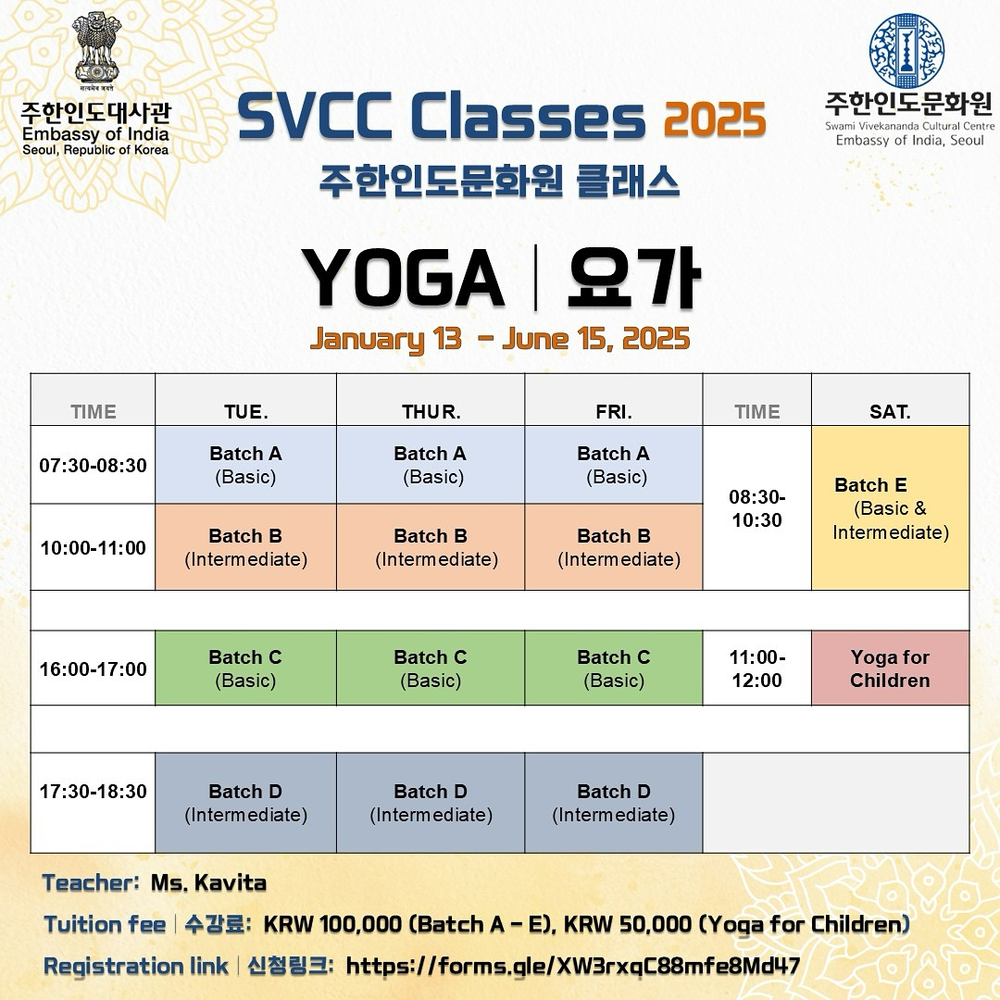 सत्यमेव जयते
주한인도대사관
Embassy of India
Seoul, Republic of Korea
주한인도문화원
Swami Vivekananda Cultural Centre
Embassy of India, Seoul
SVCC Classes 2025
주한인도문화원 클래스
YOGA | 요가
January 13 – June 15, 2025
TIME TUE. THUR. FRI. TIME SAT.
07:30-08:30
Batch A
(Basic)
Batch A
(Basic)
Batch A
(Basic)
08:30-
10:30
Batch E
(Basic &
Intermediate)
10:00-11:00
Batch B
(Intermediate)
Batch B
(Intermediate)
Batch B
(Intermediate)
16:00-17:00
Batch C
(Basic)
Batch C
(Basic)
Batch C
(Basic)
11:00-
12:00
Yoga for
Children
17:30-18:30
Batch D
(Intermediate)
Batch D
(Intermediate)
Batch D
(Intermediate)
Teacher: Ms. Kavita
Tuition fee | 수강료: KRW 100,000 (Batch A – E), KRW 50,000 (Yoga for Children)
Registration link | 신청링크: https://forms.gle/XW3rxqC88mfe8Md47